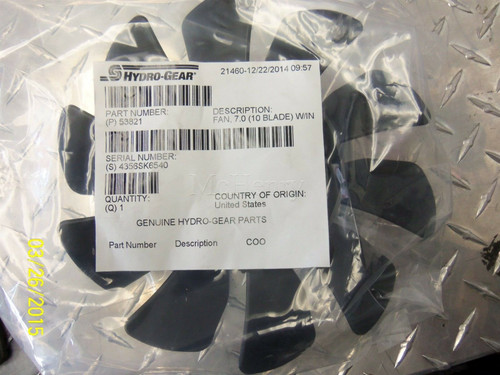 HYDRO-GEAR
21460-12/22/2014 09:57
PART NUMBER:
(P) 53821
DESCRIPTION:
FAN, 7.0 (10 BLADE) W/IN
SERIAL NUMBER:
(S) 4356SK6540
QUANTITY:
(Q) 1
COUNTRY OF ORIGIN:
United States
GENUINE HYDRO-GEAR PARTS
Part Number Description COO
03/26/2015